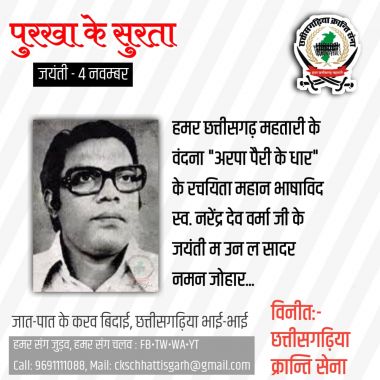 पुरखा के सुरता
जयंती - 4 नवम्बर
छत्तीसगढ़िया क्रान्ति सेना
हमर छत्तीसगढ़ महतारी के
वंदना "अरपा पैरी के धार"
के रचयिता महान भाषाविद
स्व. नरेंद्र देव वर्मा जी के
जयंती म उन ल सादर
नमन जोहार...
जात-पात के करव बिदाई, छत्तीसगढ़िया भाई-भाई
हमर संग जुड़व, हमर संग चलव : FB•TW•WA•YT
Call: 9691111088, Mail: ckschhattisgarh@gmail.com
विनीत:-
छत्तीसगढ़िया
क्रान्ति सेना